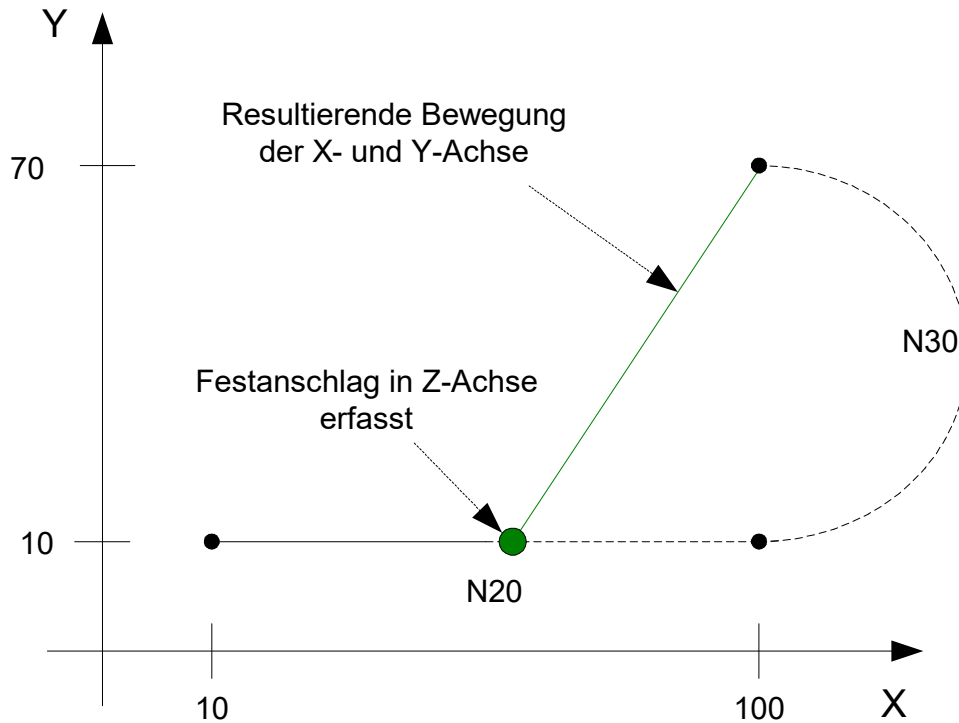 Y
Resultierende Bewegung
der X- und Y-Achse
70
N30
Festanschlag in Z-Achse
erfasst
10
N20
10
100
X